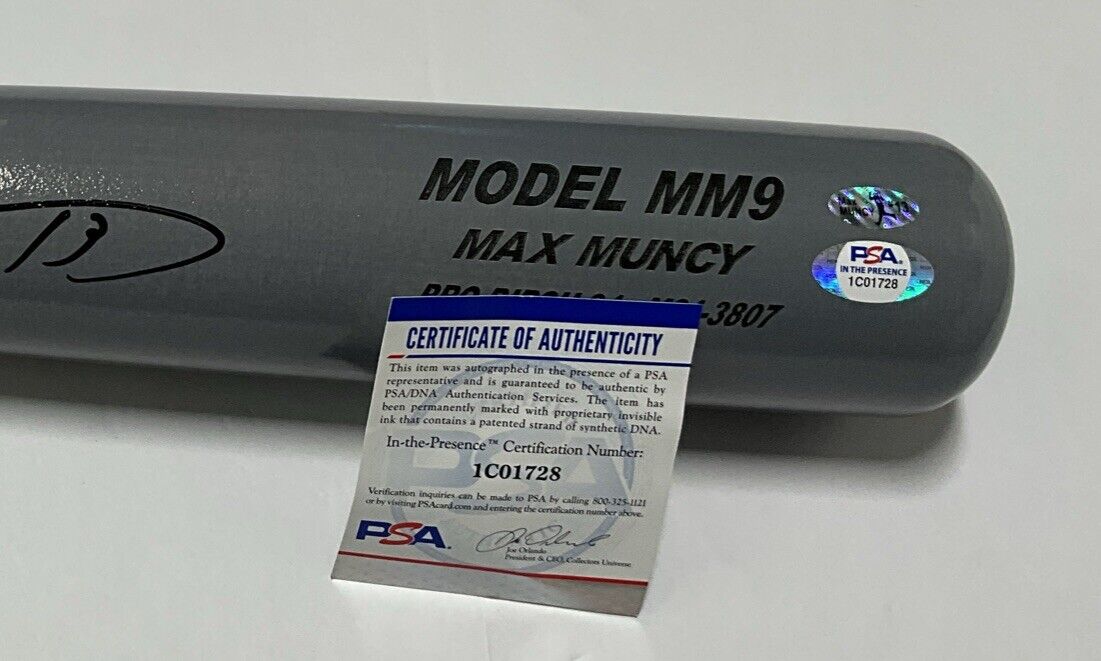 13
MODEL MM9
MAX MUNCY
-3807
MUNCY
PSA
IN THE PRESENCE
1C01728
CERTIFICATE OF AUTHENTICITY
This item was autographed in the presence of a PSA
representative and is guaranteed to be authentic by
PSA/DNA Authentication Services. The item has
been permanently marked with proprietary invisible
ink that contains a patented strand of synthetic DNA.
In-the-Presence™ Certification Number:
1C01728
Verification inquiries can be made to PSA by calling 800-325-1121
or by visiting PSAcard.com and entering the certification number above.
PSA.
Joe Orlando
President & CEO, Collectors Universe